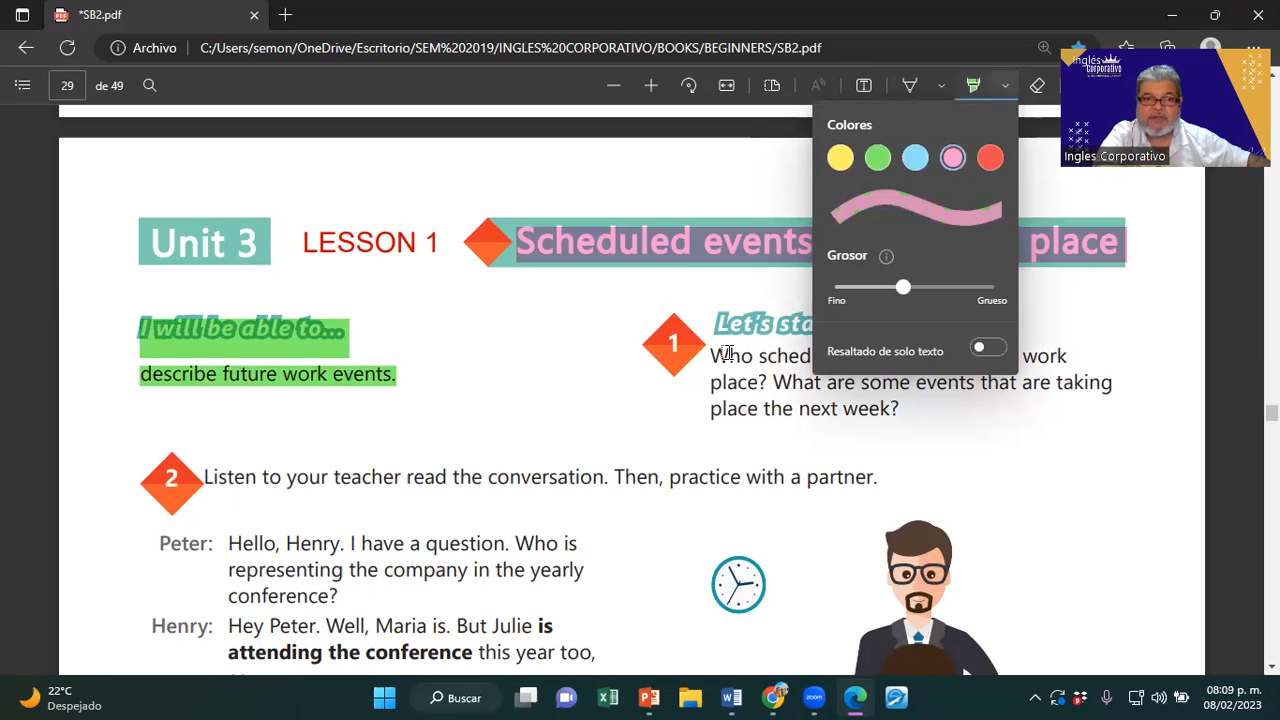 *SB2.pdf
Archivo
C:/Users/semon/OneDrive/Escritorio/SEM%202019/INGLES%20CORPORATIVO/BOOKS/BEGINNERS/SB2.pdf
29 de 49
Colores
Grosor
Fino Grueso
Resaltado de solo texto
Inglés
Corporativo
Ingles Corporativo
Unit 3 LESSON 1 Scheduled events place
I will be able to...
describe future work events.
1
Let's sta
Who sched work
place? What are some events that are taking
place the next week?
2 Listen to your teacher read the conversation. Then, practice with a partner.
Peter: Hello, Henry. I have a question. Who is
representing the company in the yearly
conference?
Henry: Hey Peter. Well, Maria is. But Julie is
attending the conference this year too,
22°C
Despejado
Buscar
zoom
08:09 p. m.
08/02/2023